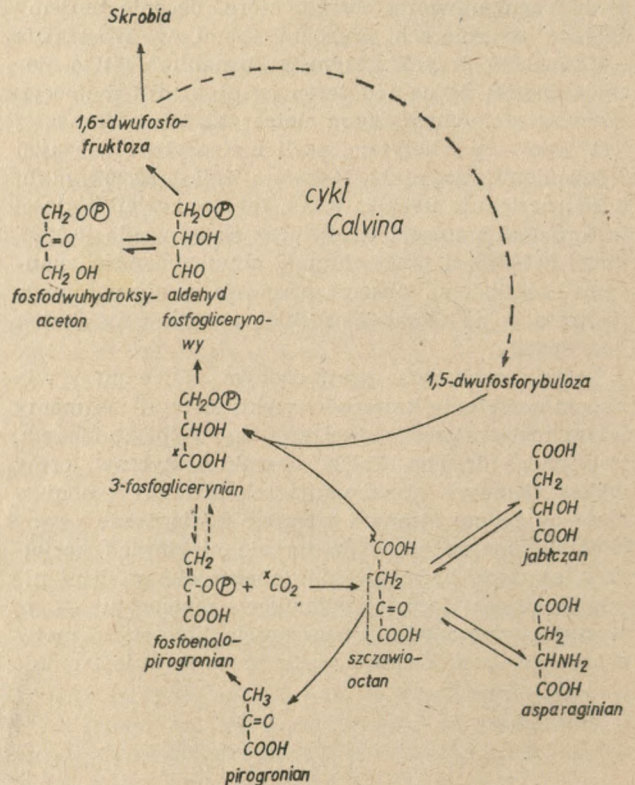 Skrobia
1,6-dwufosfo-
fruktoza
cykl
Calvina
CH₂OⓅ
C=O
CH₂OH
fosfodwuhydroksy-
aceton
CH₂OⓅ
CHOH
CHO
aldehyd
fosfogliceryno-
wy
1,5-dwufosforybuloza
CH₂OⓅ
CHOH
ˣCOOH
3-fosfoglicerynian
CH₂
C-OⓅ + ˣCO₂
COOH
fosfoenolo-
pirogronian
ˣCOOH
CH₂
C=O
COOH
szczawio-
octan
COOH
CH₂
CHOH
COOH
jabłczan
COOH
CH₂
CHNH₂
COOH
asparaginian
CH₃
C=O
COOH
pirogronian